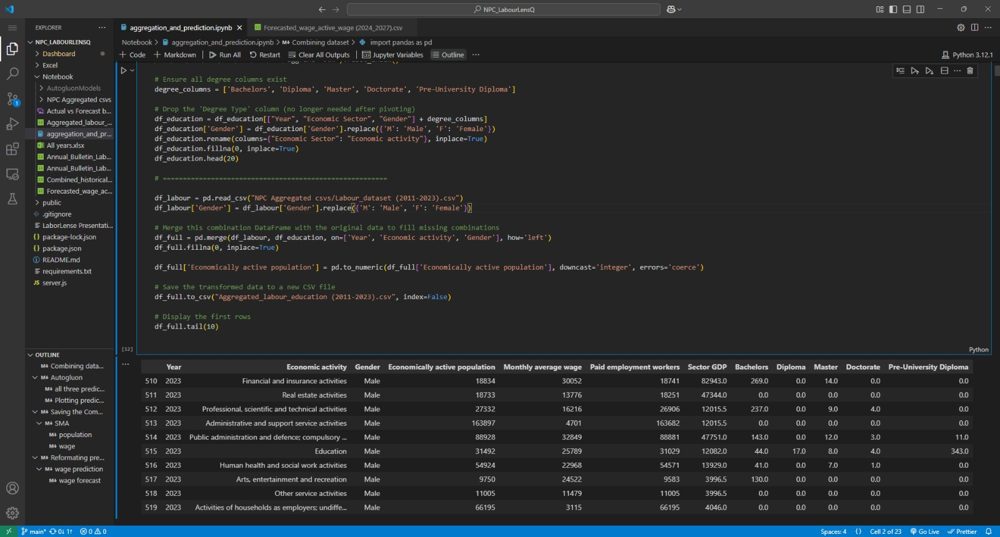 NPC_LabourLensQ
EXPLORER
aggregation_and_prediction.ipynb
Forecasted_wage_active_wage (2024_2027).csv
NPC_LABOURLENSQ
Notebook > aggregation_and_prediction.ipynb > M↓ Combining dataset > import pandas as pd
Dashboard
+ Code + Markdown | Run All Restart Clear All Outputs | Jupyter Variables Outline ...
Python 3.12.1
Excel
Notebook
AutogluonModels
NPC Aggregated csvs
Actual vs Forecast b...
Aggregated_labour_...
aggregation_and_pr...
All years.xlsx
Annual_Bulletin_Lab...
Annual_Bulletin_Lab...
Combined_historical...
Forecasted_wage_ac...
public
.gitignore
LaborLense Presentati...
package-lock.json
package.json
README.md
requirements.txt
JS server.js
OUTLINE
M↓ Combining data...
M↓ Autogluon
M↓ all three predic...
M↓ Plotting predic...
M↓ Saving the Com...
M↓ SMA
M↓ population
M↓ wage
M↓ Reformating pre...
M↓ wage prediction
M↓ wage forecast
# Ensure all degree columns exist
degree_columns = ['Bachelors', 'Diploma', 'Master', 'Doctorate', 'Pre-University Diploma']
# Drop the 'Degree Type' column (no longer needed after pivoting)
df_education = df_education[["Year", "Economic Sector", "Gender"] + degree_columns]
df_education['Gender'] = df_education['Gender'].replace({'M': 'Male', 'F': 'Female'})
df_education.rename(columns={"Economic Sector": "Economic activity"}, inplace=True)
df_education.fillna(0, inplace=True)
df_education.head(20)
# ========================================================
df_labour = pd.read_csv("NPC Aggregated csvs/Labour_dataset (2011-2023).csv")
df_labour['Gender'] = df_labour['Gender'].replace({'M': 'Male', 'F': 'Female'})
# Merge this combination DataFrame with the original data to fill missing combinations
df_full = pd.merge(df_labour, df_education, on=['Year', 'Economic activity', 'Gender'], how='left')
df_full.fillna(0, inplace=True)
df_full['Economically active population'] = pd.to_numeric(df_full['Economically active population'], downcast='integer', errors='coerce')
# Save the transformed data to a new CSV file
df_full.to_csv("Aggregated_labour_education (2011-2023).csv", index=False)
# Display the first rows
df_full.tail(10)
[12]
Python
Year Economic activity Gender Economically active population Monthly average wage Paid employment workers Sector GDP Bachelors Diploma Master Doctorate Pre-University Diploma
510 2023 Financial and insurance activities Male 18834 30052 18741 82943.0 269.0 0.0 14.0 0.0 0.0
511 2023 Real estate activities Male 18733 13776 18251 47344.0 0.0 0.0 0.0 0.0 0.0
512 2023 Professional, scientific and technical activities Male 27332 16216 26906 12015.5 237.0 0.0 9.0 4.0 0.0
513 2023 Administrative and support service activities Male 163897 4701 163682 12015.5 0.0 0.0 0.0 0.0 0.0
514 2023 Public administration and defence; compulsory ... Male 88928 32849 88881 47751.0 143.0 0.0 12.0 3.0 11.0
515 2023 Education Male 31492 25789 31029 12082.0 44.0 17.0 8.0 4.0 343.0
516 2023 Human health and social work activities Male 54924 22968 54571 13929.0 41.0 0.0 7.0 1.0 0.0
517 2023 Arts, entertainment and recreation Male 9750 24522 9583 3996.5 130.0 0.0 0.0 0.0 0.0
518 2023 Other service activities Male 11005 11479 11005 3996.5 0.0 0.0 0.0 0.0 0.0
519 2023 Activities of households as employers; undiffe... Male 66195 3115 66195 4046.0 0.0 0.0 0.0 0.0 0.0
main* 0↓ 1↑ 0 0
Spaces: 4 {} Cell 2 of 23 Go Live Prettier